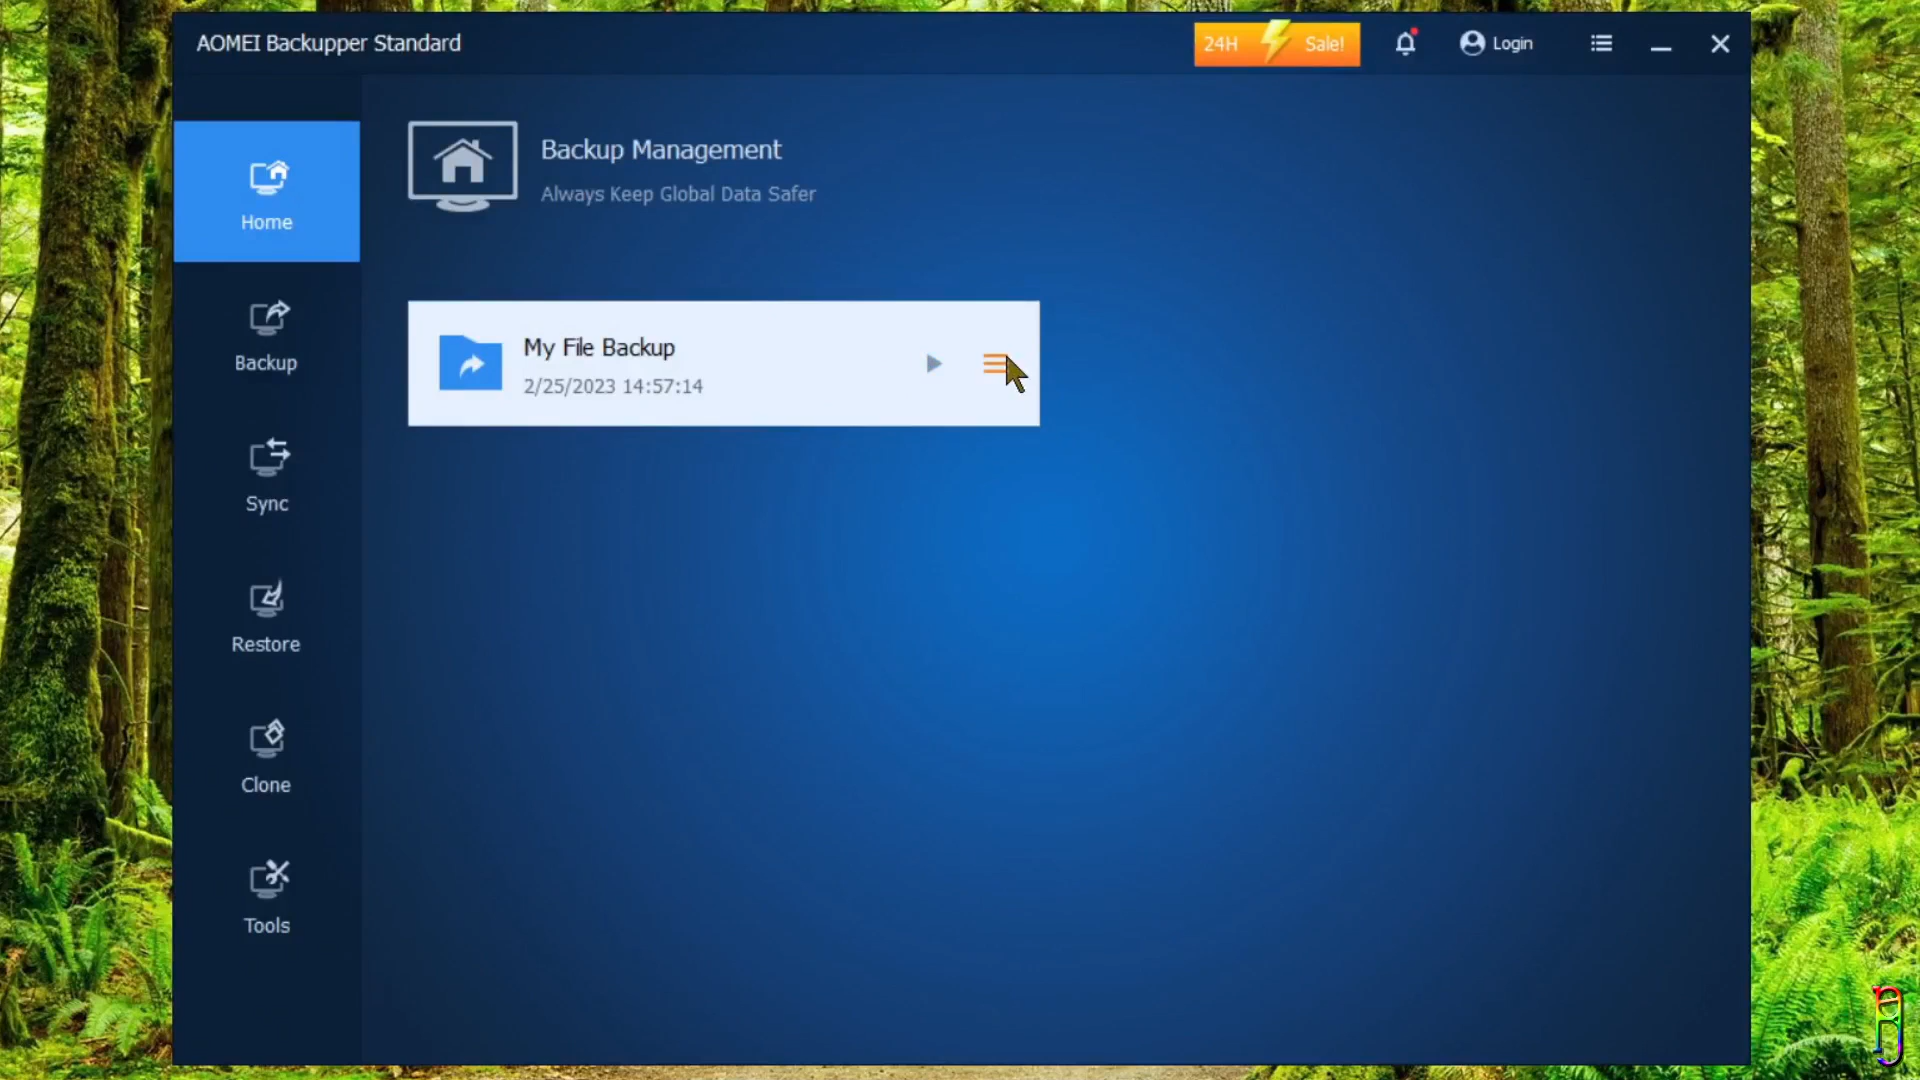 AOMEI Backupper Standard
24H Sale!
Login
Home
Backup Management
Always Keep Global Data Safer
My File Backup
2/25/2023 14:57:14
Backup
Sync
Restore
Clone
Tools